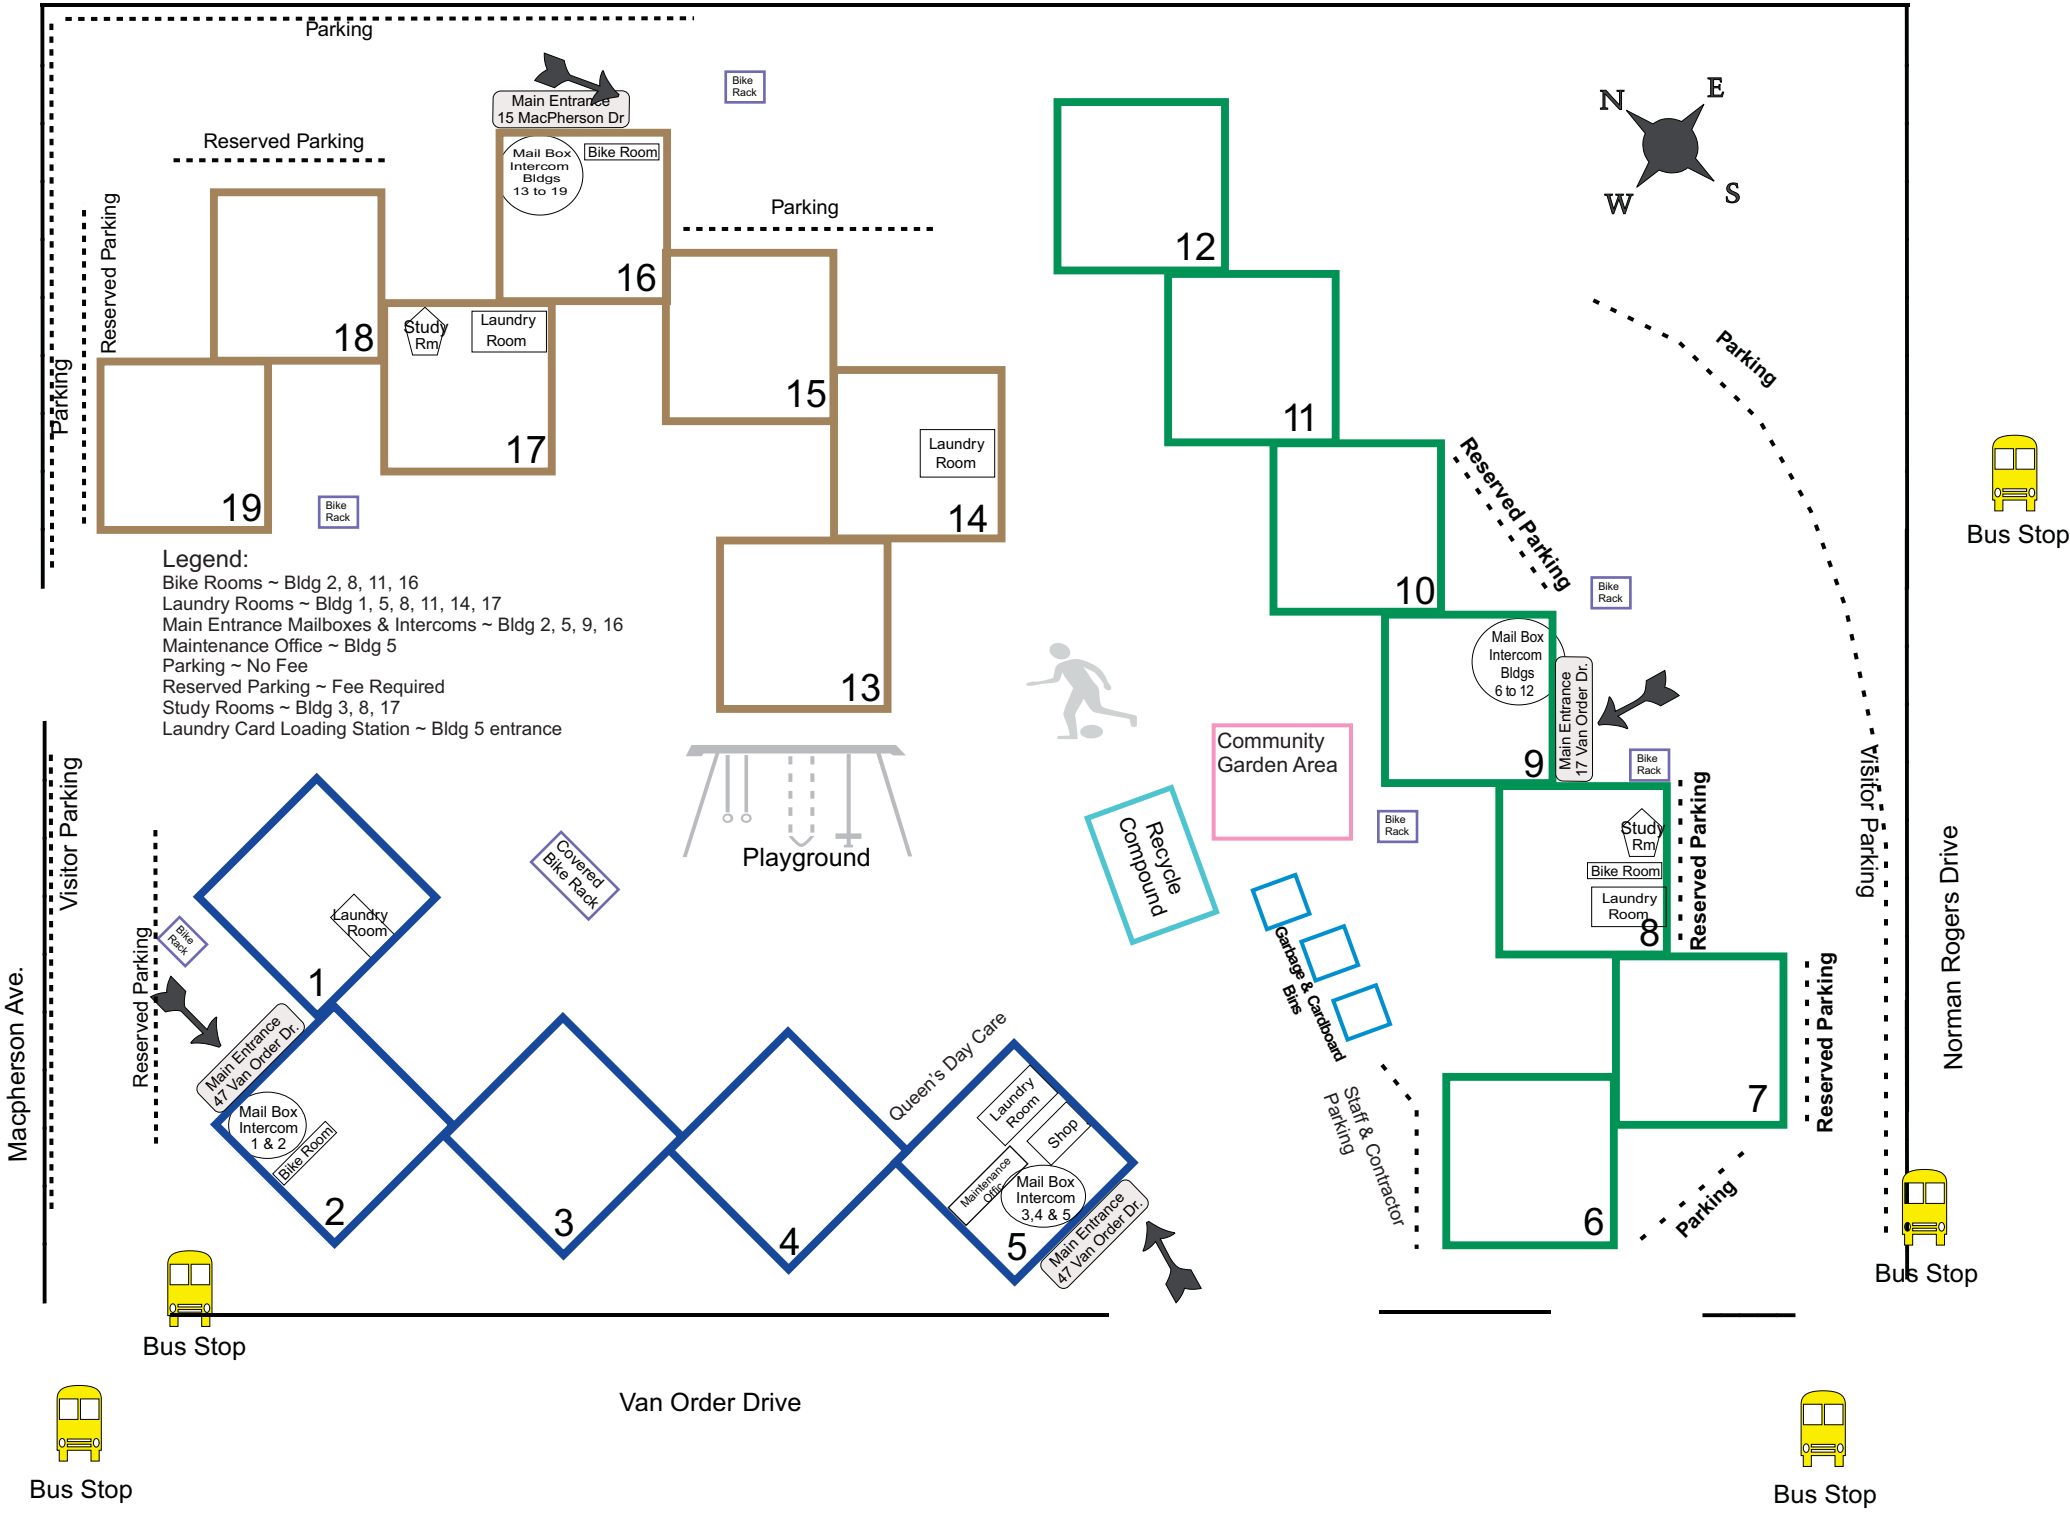 Parking
Main Entrance
15 MacPherson Dr
Bike
Rack
N
E
W
S
Reserved Parking
Mail Box
Intercom
Bldgs
13 to 19
Bike Room
Parking
Reserved Parking
Parking
12
16
18
Study
Rm
Laundry
Room
17
15
11
Parking
Laundry
Room
14
19
Bike
Rack
Reserved Parking
Bus Stop
Legend:
Bike Rooms ~ Bldg 2, 8, 11, 16
Laundry Rooms ~ Bldg 1, 5, 8, 11, 14, 17
Main Entrance Mailboxes & Intercoms ~ Bldg 2, 5, 9, 16
Maintenance Office ~ Bldg 5
Parking ~ No Fee
Reserved Parking ~ Fee Required
Study Rooms ~ Bldg 3, 8, 17
Laundry Card Loading Station ~ Bldg 5 entrance
10
Bike
Rack
13
Mail Box
Intercom
Bldgs
6 to 12
Main Entrance
17 Van Order Dr.
9
Bike
Rack
Community
Garden Area
Bike
Rack
Recycle
Compound
Playground
Covered
Bike Rack
Visitor Parking
Visitor Parking
Study
Rm
Bike Room
Laundry
Room
8
Reserved Parking
Norman Rogers Drive
Garbage & Cardboard
Bins
Laundry
Room
1
Bike
Rack
Reserved Parking
Macpherson Ave.
Main Entrance
47 Van Order Dr.
Mail Box
Intercom
1 & 2
Bike Room
2
3
4
Queen's Day Care
Laundry
Room
Shop
Maintenance
Offic
Mail Box
Intercom
3,4 & 5
5
Main Entrance
47 Van Order Dr.
Staff & Contractor
Parking
6
7
Reserved Parking
Parking
Bus Stop
Bus Stop
Van Order Drive
Bus Stop
Bus Stop